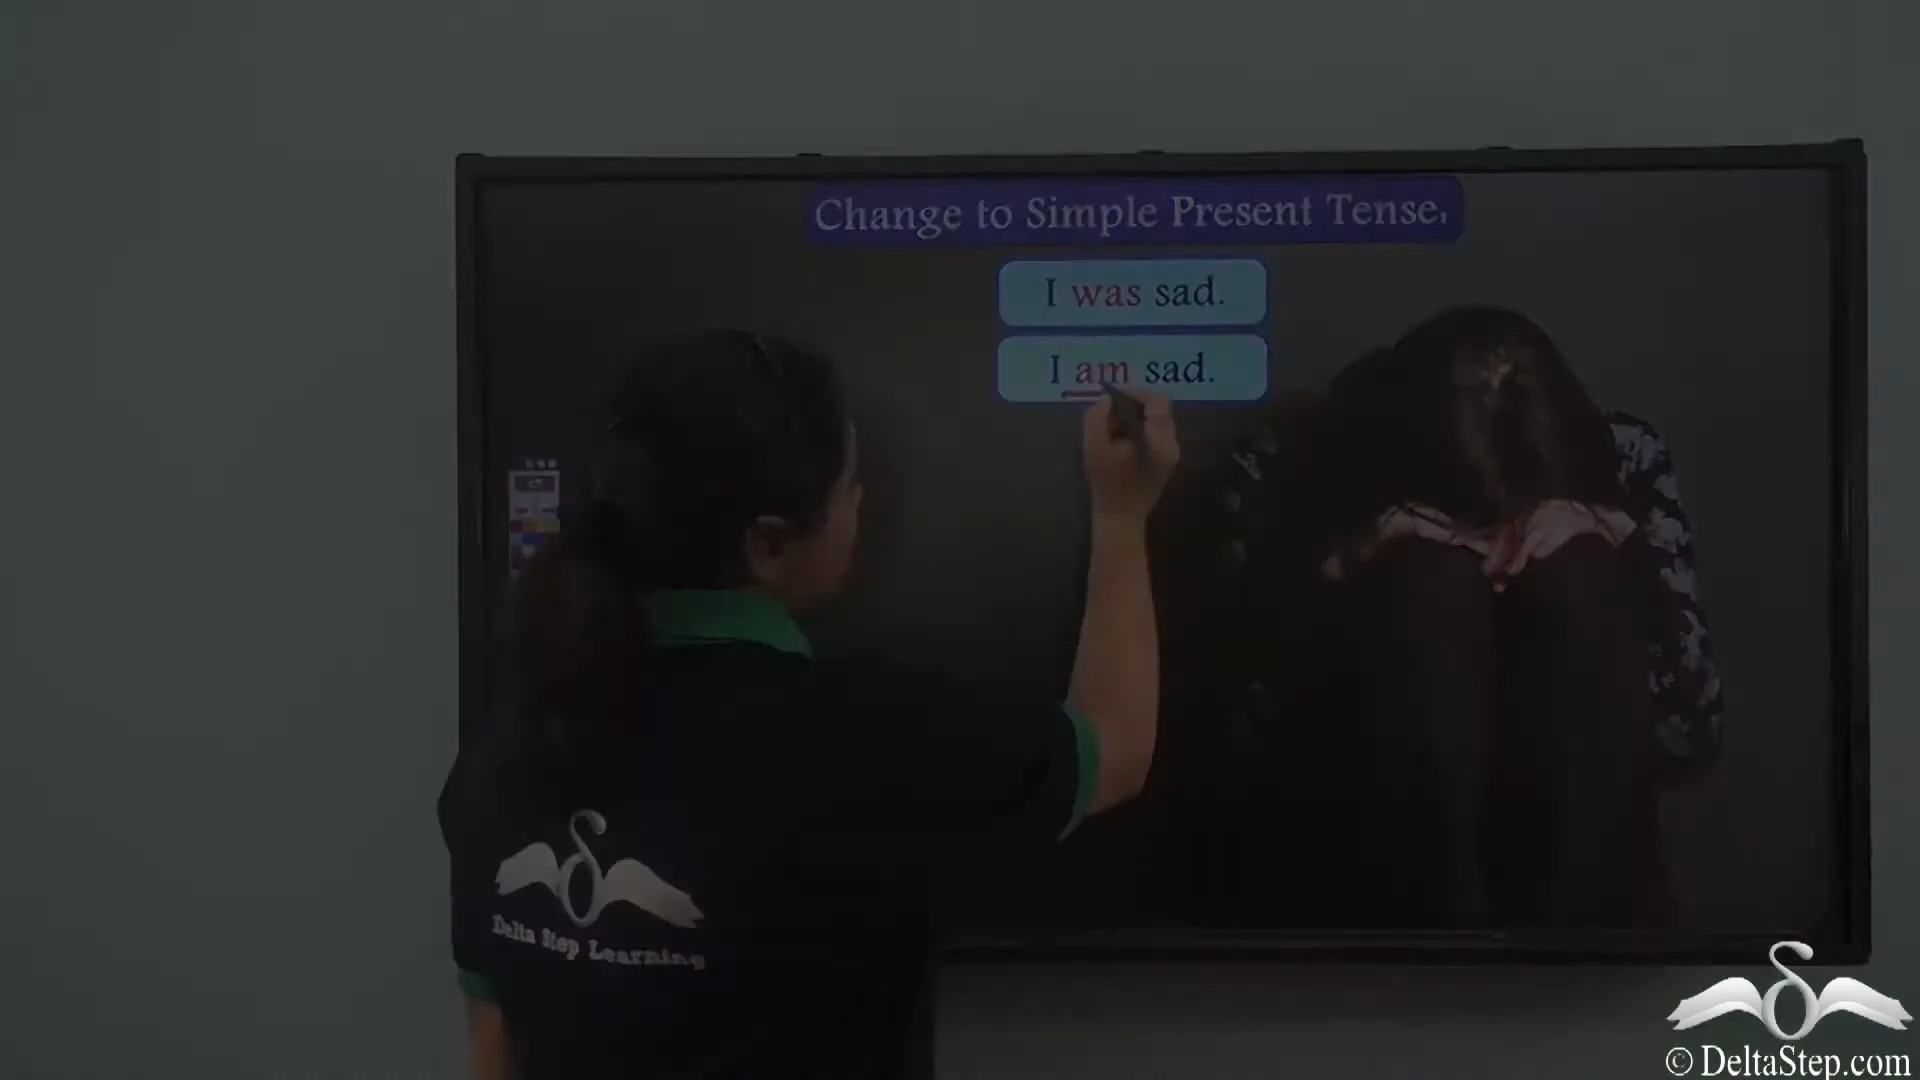 Change to Simple Present Tense.
I was sad.
I am sad.
Delta Step Learning
© DeltaStep.com